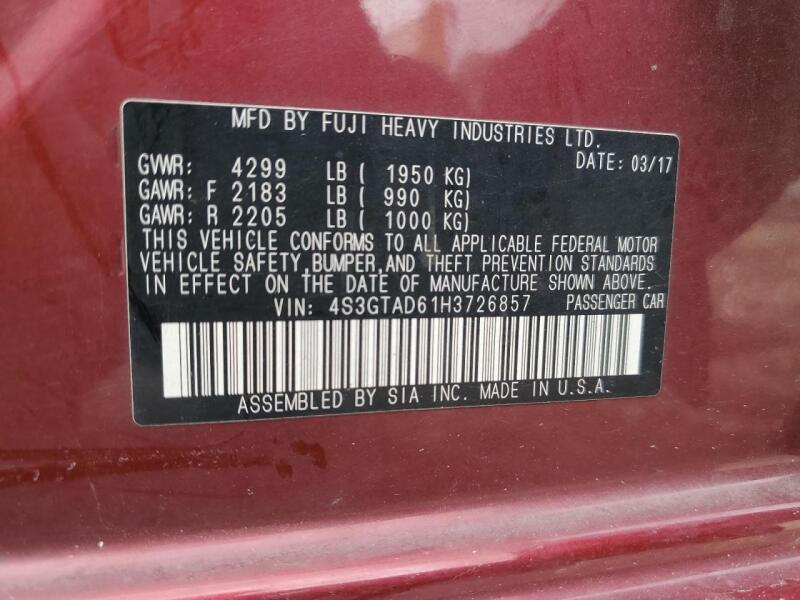 MFD BY FUJI HEAVY INDUSTRIES LTD.
DATE: 03/17
GVWR: 4299 LB ( 1950 KG)
GAWR: F 2183 LB ( 990 KG)
GAWR: R 2205 LB ( 1000 KG)
THIS VEHICLE CONFORMS TO ALL APPLICABLE FEDERAL MOTOR
VEHICLE SAFETY,BUMPER,AND THEFT PREVENTION STANDARDS
IN EFFECT ON THE DATE OF MANUFACTURE SHOWN ABOVE.
VIN: 4S3GTAD61H3726857 PASSENGER CAR
ASSEMBLED BY SIA INC. MADE IN U.S.A.